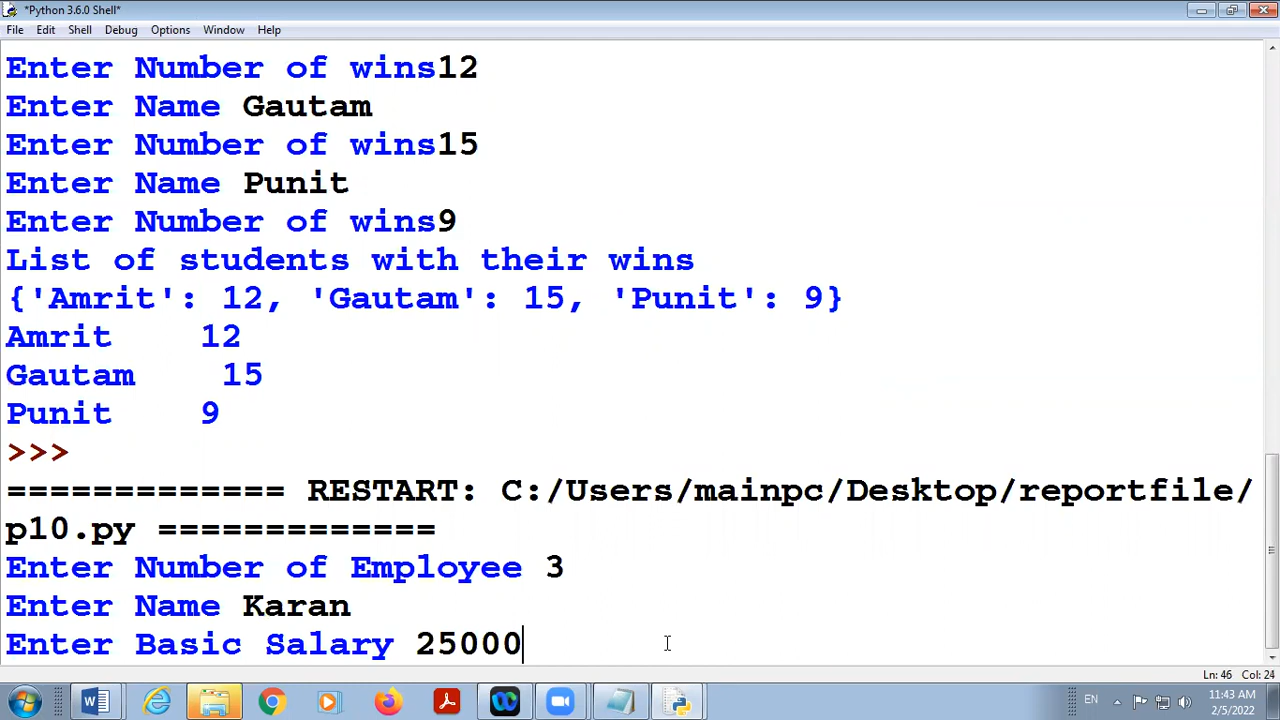 *Python 3.6.0 Shell*
File Edit Shell Debug Options Window Help
Enter Number of wins12
Enter Name Gautam
Enter Number of wins15
Enter Name Punit
Enter Number of wins9
List of students with their wins
{'Amrit': 12, 'Gautam': 15, 'Punit': 9}
Amrit 12
Gautam 15
Punit 9
>>>
============= RESTART: C:/Users/mainpc/Desktop/reportfile/
p10.py =============
Enter Number of Employee 3
Enter Name Karan
Enter Basic Salary 25000
Ln: 46 Col: 24
EN
11:43 AM
2/5/2022